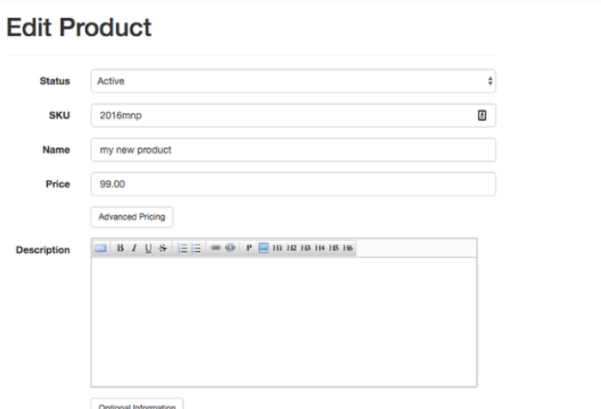 Edit Product
Status Active
SKU 2016mnp
Name my new product
Price 99.00
Advanced Pricing
Description B I U S P H1 H2 H3 H4 H5 H6
Optional Information